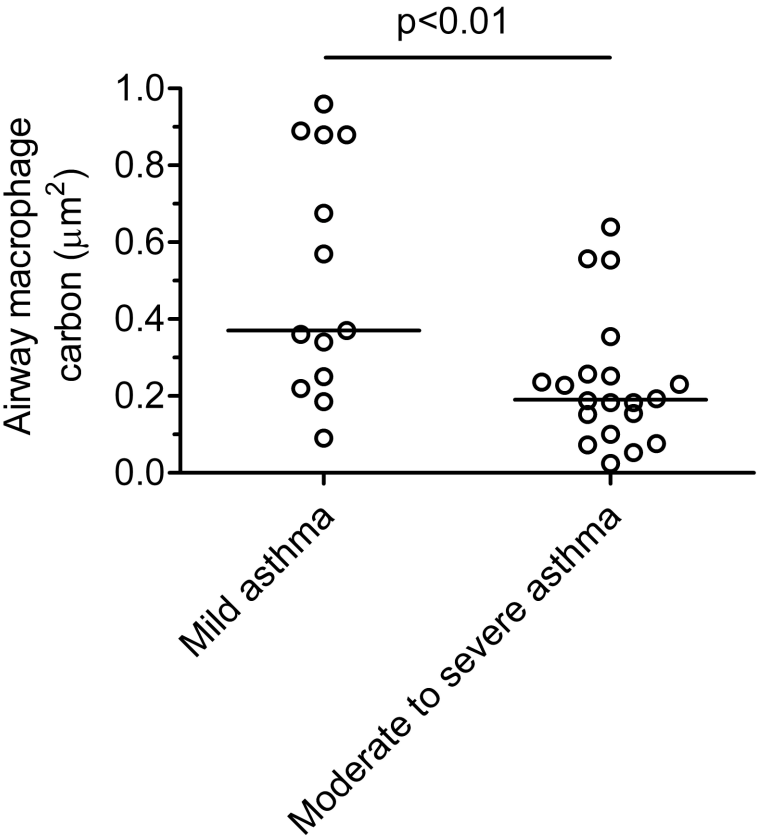 p<0.01
Airway macrophage
carbon (μm²)
1.0
0.8
0.6
0.4
0.2
0.0
Mild asthma
Moderate to severe asthma